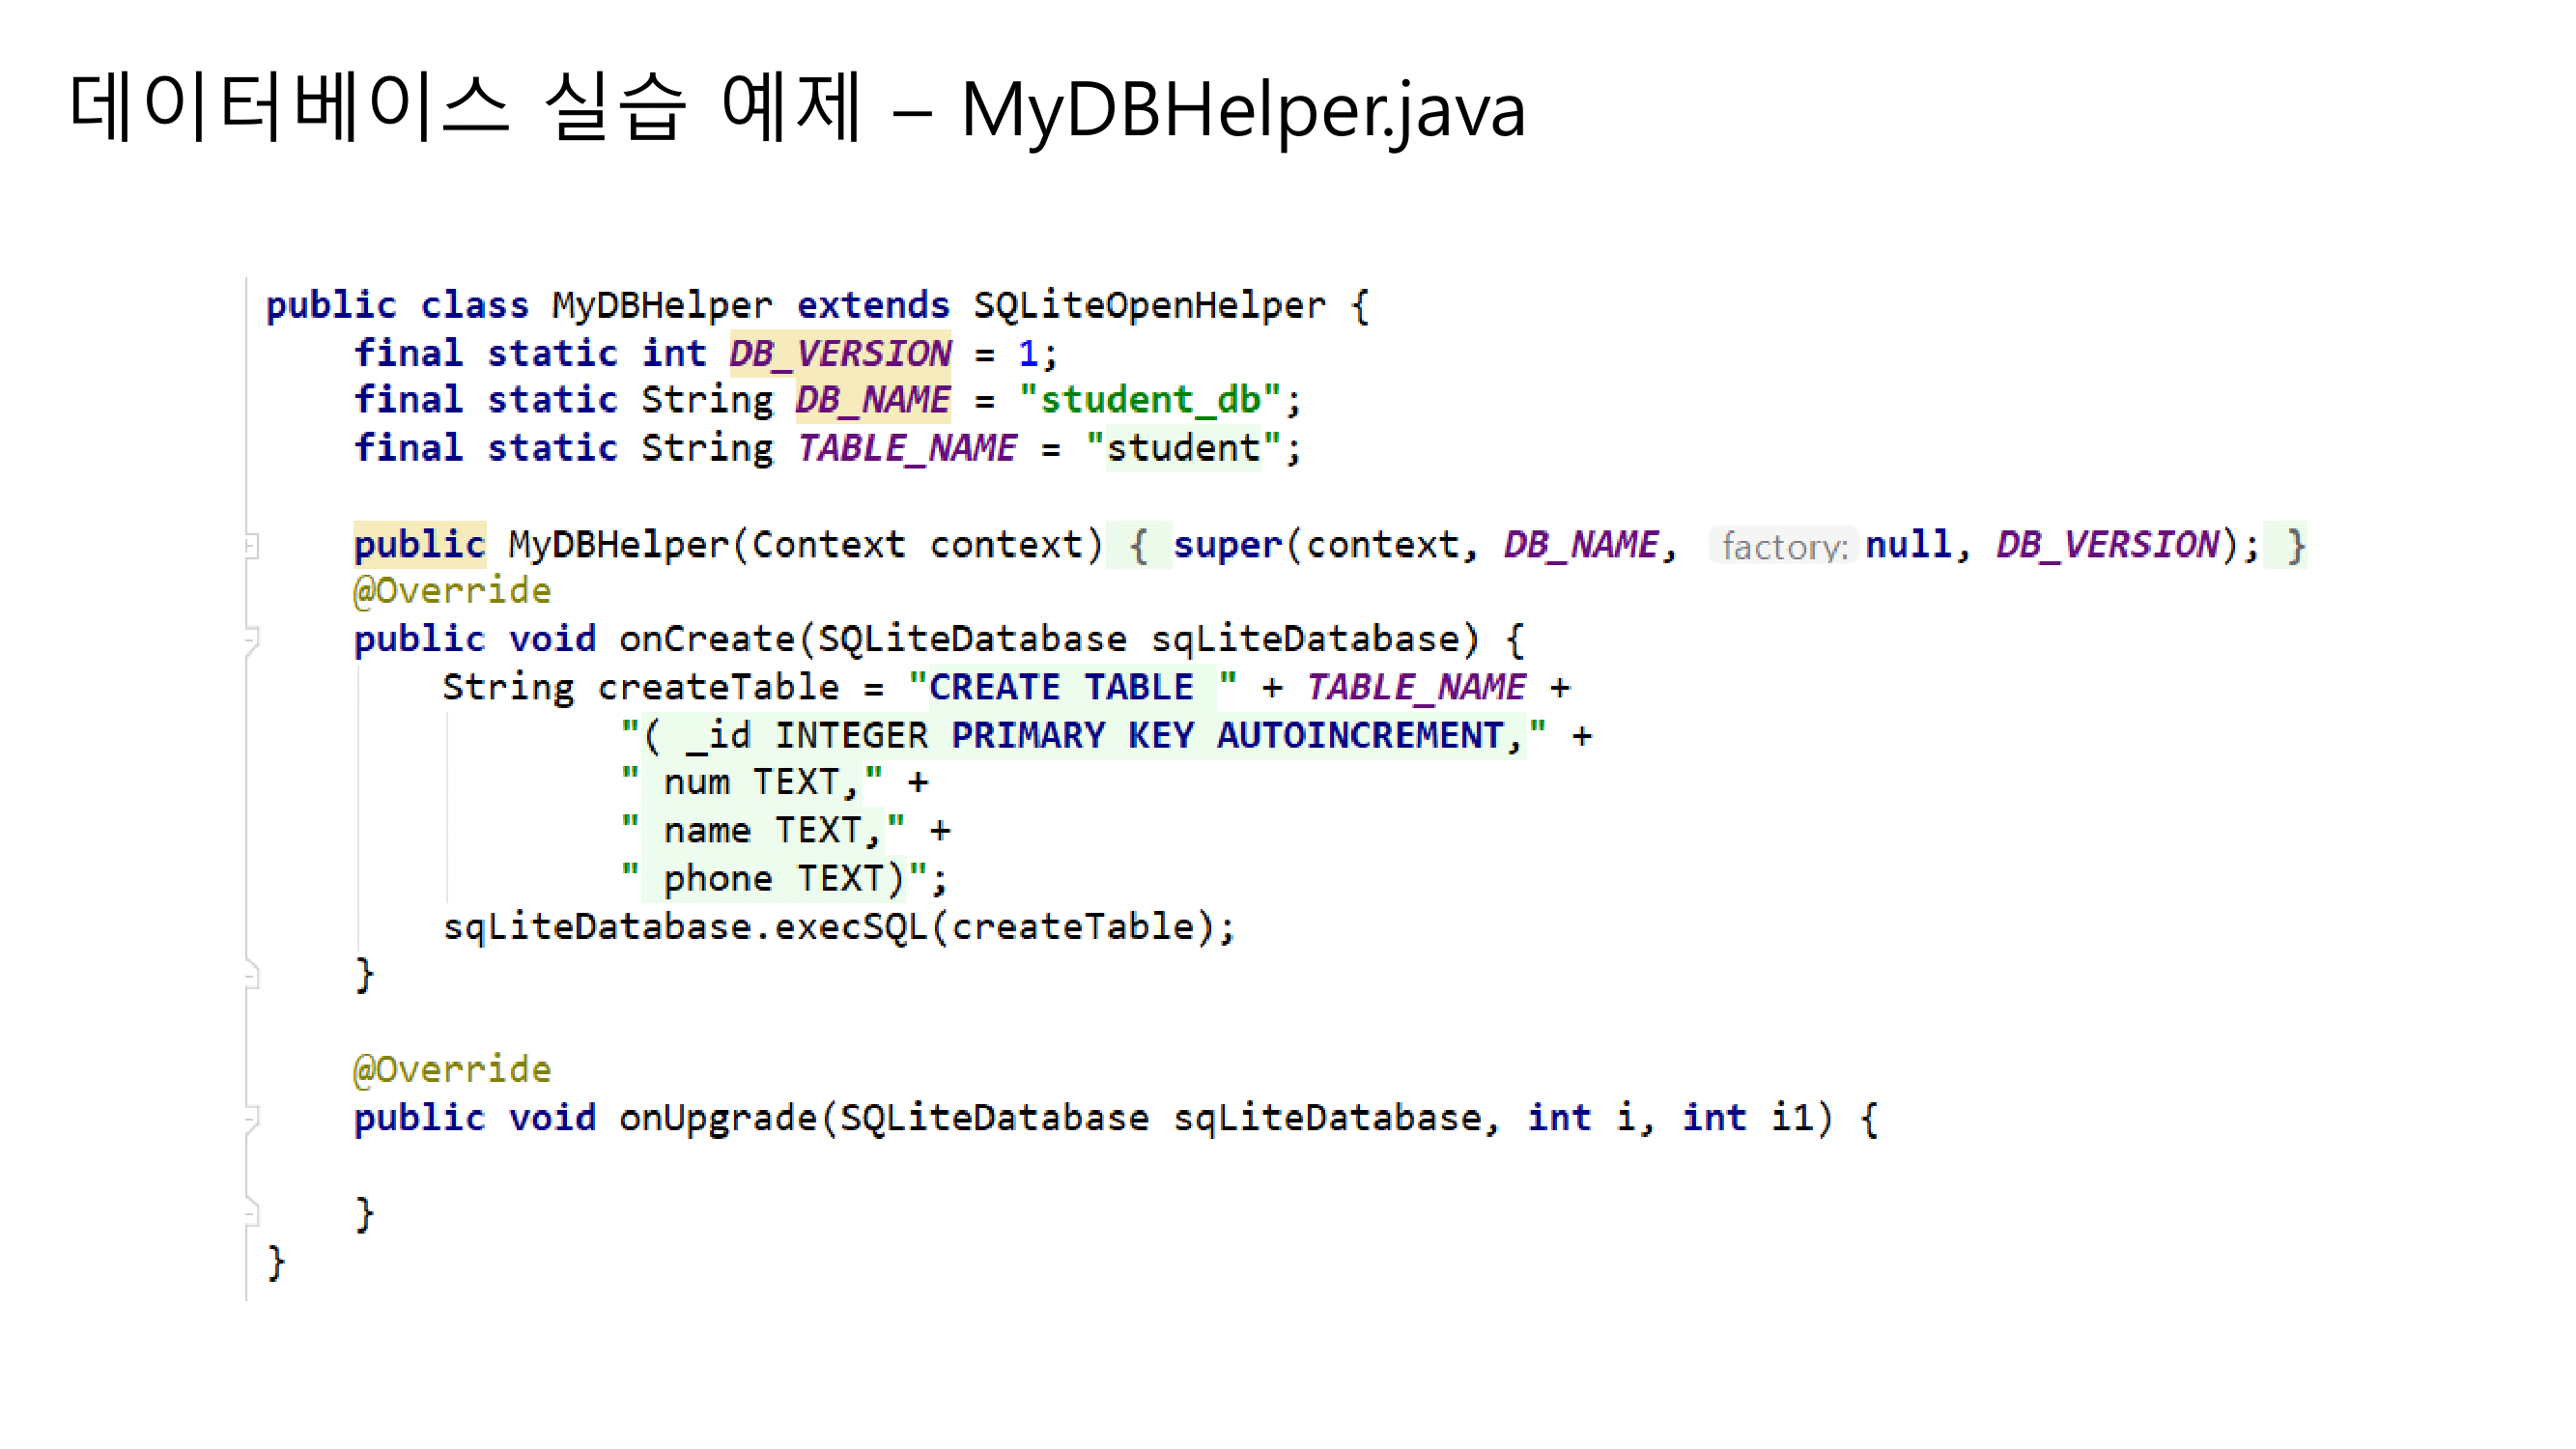 데이터베이스 실습 예제 – MyDBHelper.java
public class MyDBHelper extends SQLiteOpenHelper {
    final static int DB_VERSION = 1;
    final static String DB_NAME = "student_db";
    final static String TABLE_NAME = "student";
    public MyDBHelper(Context context) { super(context, DB_NAME, factory: null, DB_VERSION); }
    @Override
    public void onCreate(SQLiteDatabase sqLiteDatabase) {
        String createTable = "CREATE TABLE " + TABLE_NAME +
                "( _id INTEGER PRIMARY KEY AUTOINCREMENT," +
                " num TEXT," +
                " name TEXT," +
                " phone TEXT)";
        sqLiteDatabase.execSQL(createTable);
    }
    @Override
    public void onUpgrade(SQLiteDatabase sqLiteDatabase, int i, int i1) {
    }
}